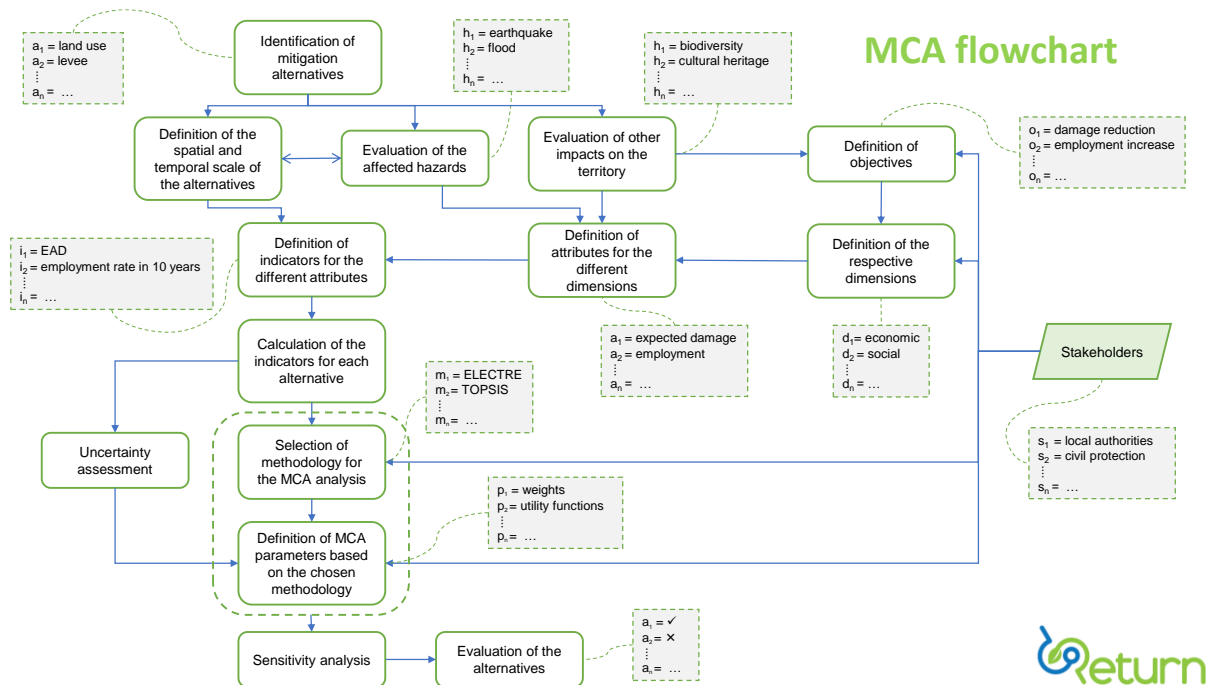 MCA flowchart
a₁ = land use
a₂ = levee
⋮
aₙ = …
Identification of
mitigation
alternatives
h₁ = earthquake
h₂ = flood
⋮
hₙ = …
h₁ = biodiversity
h₂ = cultural heritage
⋮
hₙ = …
Definition of the
spatial and
temporal scale of
the alternatives
Evaluation of the
affected hazards
Evaluation of other
impacts on the
territory
Definition of
objectives
o₁ = damage reduction
o₂ = employment increase
⋮
oₙ = …
i₁ = EAD
i₂ = employment rate in 10 years
⋮
iₙ = …
Definition of
indicators for the
different attributes
Definition of
attributes for the
different
dimensions
Definition of the
respective
dimensions
Calculation of the
indicators for each
alternative
a₁ = expected damage
a₂ = employment
⋮
aₙ = …
d₁= economic
d₂ = social
⋮
dₙ = …
Stakeholders
m₁ = ELECTRE
m₂= TOPSIS
⋮
mₙ= …
Uncertainty
assessment
Selection of
methodology for
the MCA analysis
s₁ = local authorities
s₂ = civil protection
⋮
sₙ = …
p₁ = weights
p₂= utility functions
⋮
pₙ= …
Definition of MCA
parameters based
on the chosen
methodology
Sensitivity analysis
Evaluation of the
alternatives
a₁ = ✓
a₂ = ✕
⋮
aₙ = …
Return